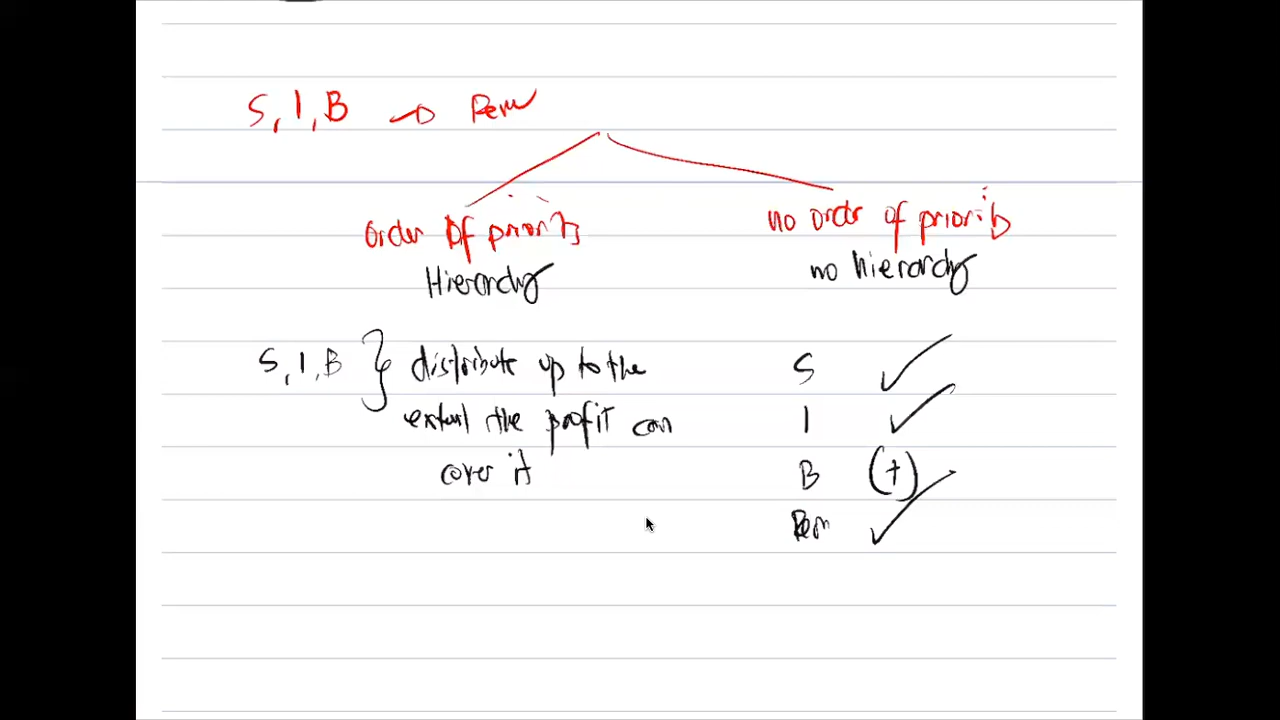 S, I, B → Rem
Order Of priority
no order of priority
Hierarchy
no hierarchy
S, I, B } distribute up to the
extent the profit can
cover it
S ✓
I ✓
B (+)
Rem ✓